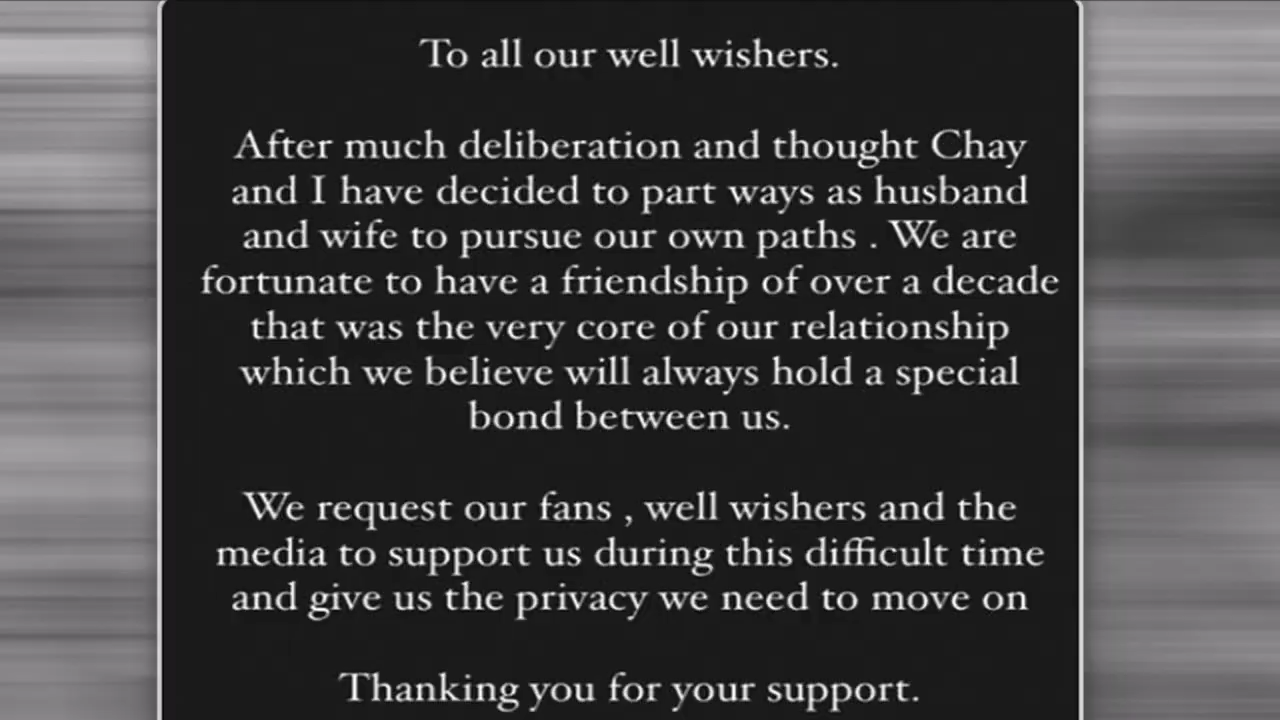 To all our well wishers.
After much deliberation and thought Chay
and I have decided to part ways as husband
and wife to pursue our own paths . We are
fortunate to have a friendship of over a decade
that was the very core of our relationship
which we believe will always hold a special
bond between us.
We request our fans , well wishers and the
media to support us during this difficult time
and give us the privacy we need to move on
Thanking you for your support.